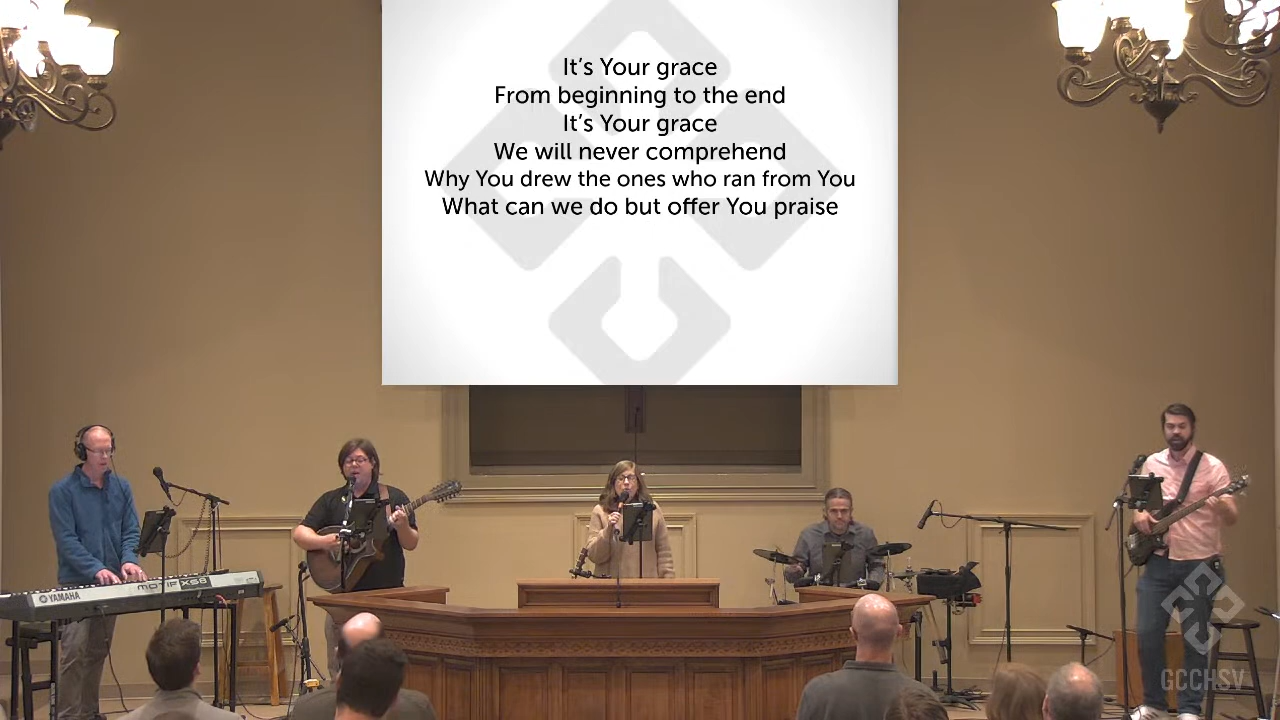 It's Your grace
From beginning to the end
It's Your grace
We will never comprehend
Why You drew the ones who ran from You
What can we do but offer You praise
YAMAHA
MOTIF XS8
GCCHSV